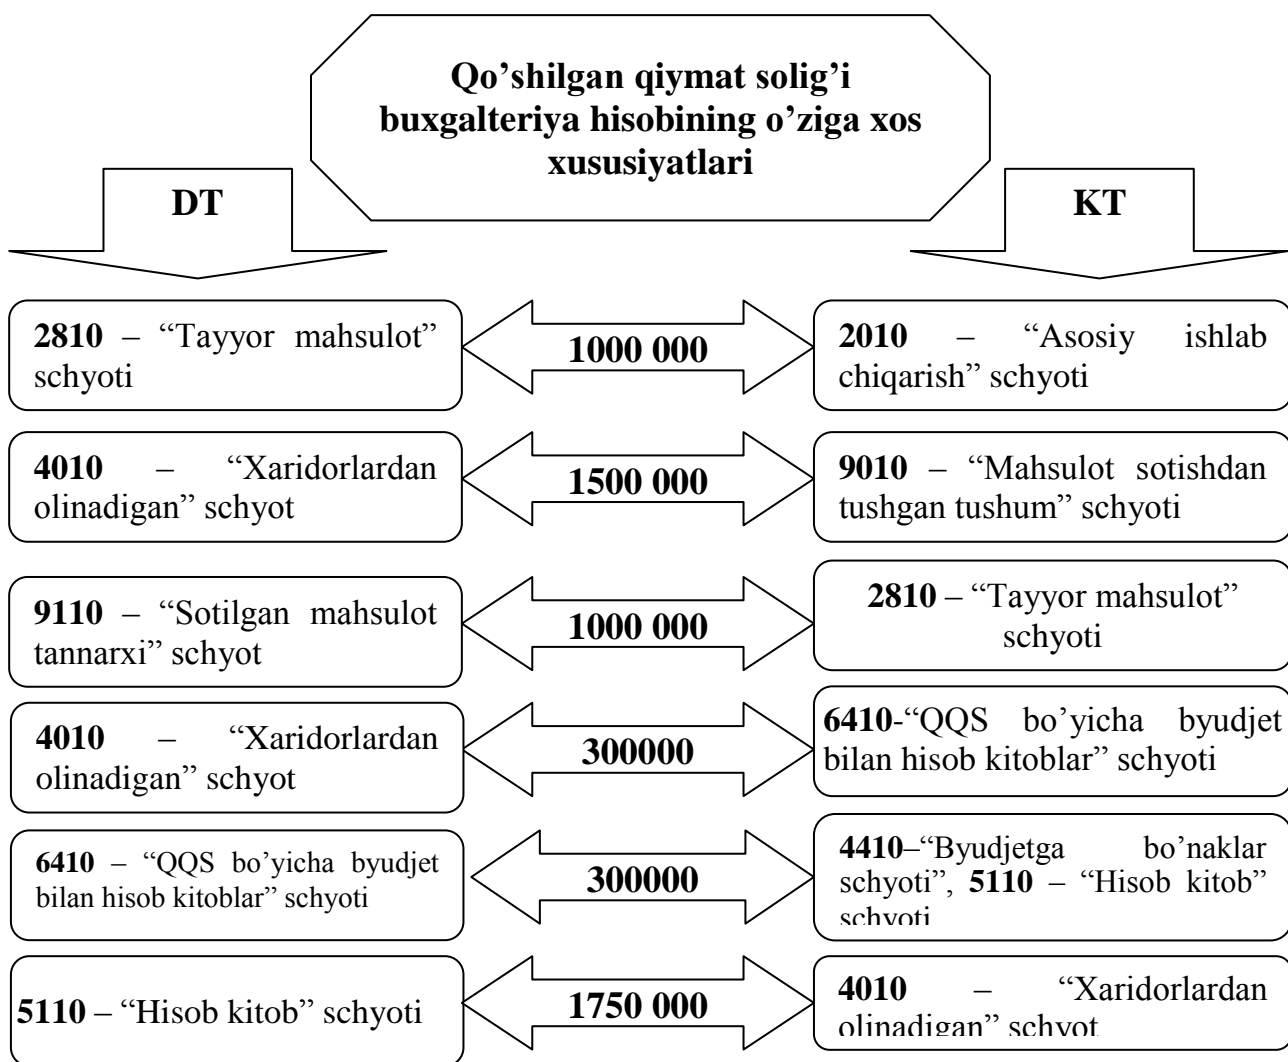 Qo’shilgan qiymat solig’i
buxgalteriya hisobining o’ziga xos
xususiyatlari
DT
KT
2810 – “Tayyor mahsulot”
schyoti
1000 000
2010 – “Asosiy ishlab
chiqarish” schyoti
4010 – “Xaridorlardan
olinadigan” schyot
1500 000
9010 – “Mahsulot sotishdan
tushgan tushum” schyoti
9110 – “Sotilgan mahsulot
tannarxi” schyot
1000 000
2810 – “Tayyor mahsulot”
schyoti
4010 – “Xaridorlardan
olinadigan” schyot
300000
6410-“QQS bo’yicha byudjet
bilan hisob kitoblar” schyoti
6410 – “QQS bo’yicha byudjet
bilan hisob kitoblar” schyoti
300000
4410–“Byudjetga bo’naklar
schyoti”, 5110 – “Hisob kitob”
schyoti
5110 – “Hisob kitob” schyoti
1750 000
4010 – “Xaridorlardan
olinadigan” schyot